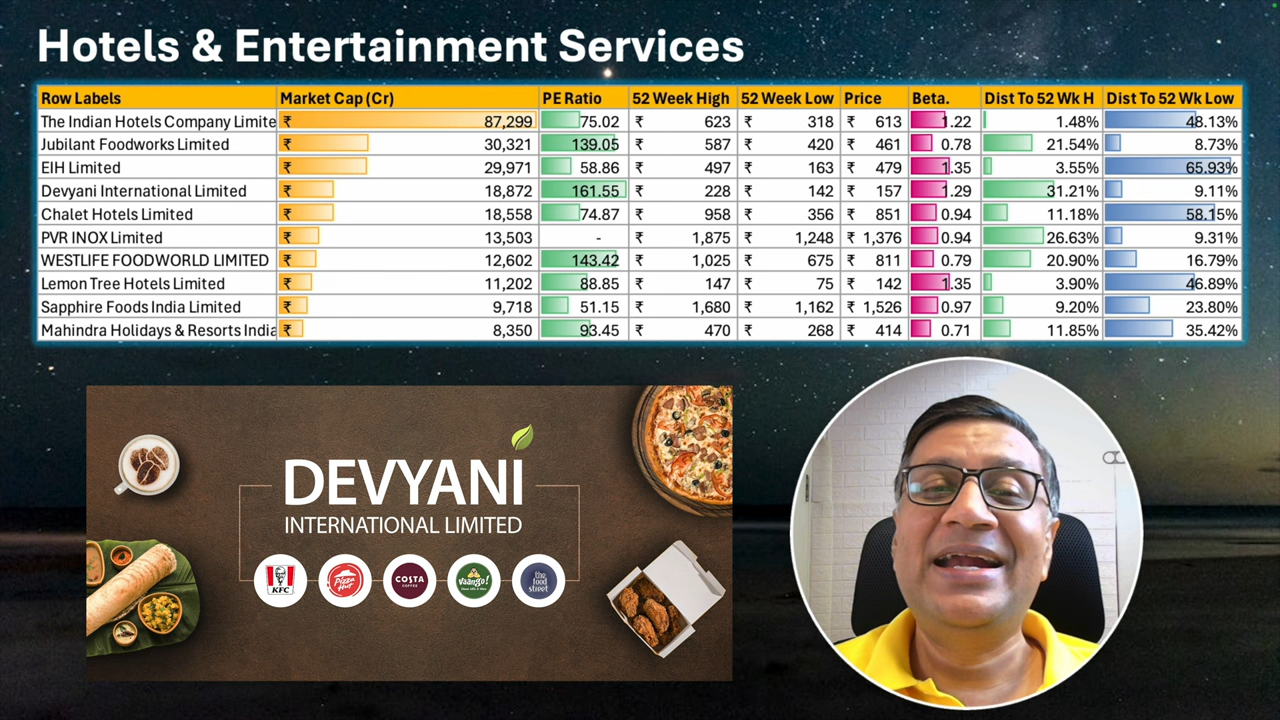 Hotels & Entertainment Services
Row Labels Market Cap (Cr) PE Ratio 52 Week High 52 Week Low Price Beta. Dist To 52 Wk H Dist To 52 Wk Low
The Indian Hotels Company Limite ₹ 87,299 75.02 ₹ 623 ₹ 318 ₹ 613 1.22 1.48% 48.13%
Jubilant Foodworks Limited ₹ 30,321 139.05 ₹ 587 ₹ 420 ₹ 461 0.78 21.54% 8.73%
EIH Limited ₹ 29,971 58.86 ₹ 497 ₹ 163 ₹ 479 1.35 3.55% 65.93%
Devyani International Limited ₹ 18,872 161.55 ₹ 228 ₹ 142 ₹ 157 1.29 31.21% 9.11%
Chalet Hotels Limited ₹ 18,558 74.87 ₹ 958 ₹ 356 ₹ 851 0.94 11.18% 58.15%
PVR INOX Limited ₹ 13,503 - ₹ 1,875 ₹ 1,248 ₹ 1,376 0.94 26.63% 9.31%
WESTLIFE FOODWORLD LIMITED ₹ 12,602 143.42 ₹ 1,025 ₹ 675 ₹ 811 0.79 20.90% 16.79%
Lemon Tree Hotels Limited ₹ 11,202 88.85 ₹ 147 ₹ 75 ₹ 142 1.35 3.90% 46.89%
Sapphire Foods India Limited ₹ 9,718 51.15 ₹ 1,680 ₹ 1,162 ₹ 1,526 0.97 9.20% 23.80%
Mahindra Holidays & Resorts India ₹ 8,350 93.45 ₹ 470 ₹ 268 ₹ 414 0.71 11.85% 35.42%
DEVYANI
INTERNATIONAL LIMITED
KFC
Pizza Hut
COSTA
COFFEE
Vaango!
the
food
street